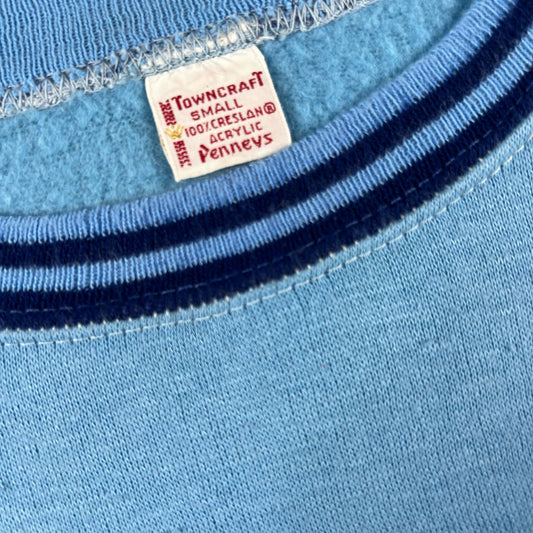 TOWNCRAFT
SMALL
100% CRESLAN®
ACRYLIC
Penneys